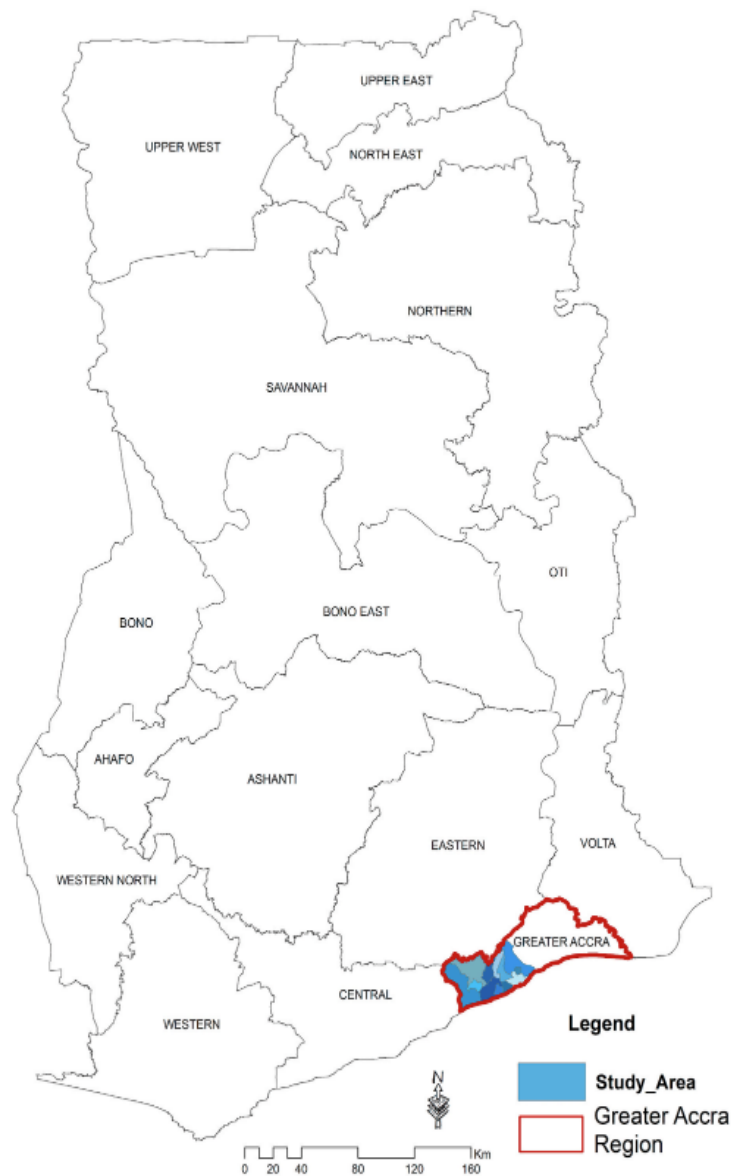 UPPER EAST
UPPER WEST
NORTH EAST
NORTHERN
SAVANNAH
OTI
BONO EAST
BONO
AHAFO
ASHANTI
EASTERN
VOLTA
WESTERN NORTH
GREATER ACCRA
CENTRAL
WESTERN
Legend
Study_Area
Greater Accra
Region
N
Km
0 20 40 80 120 160